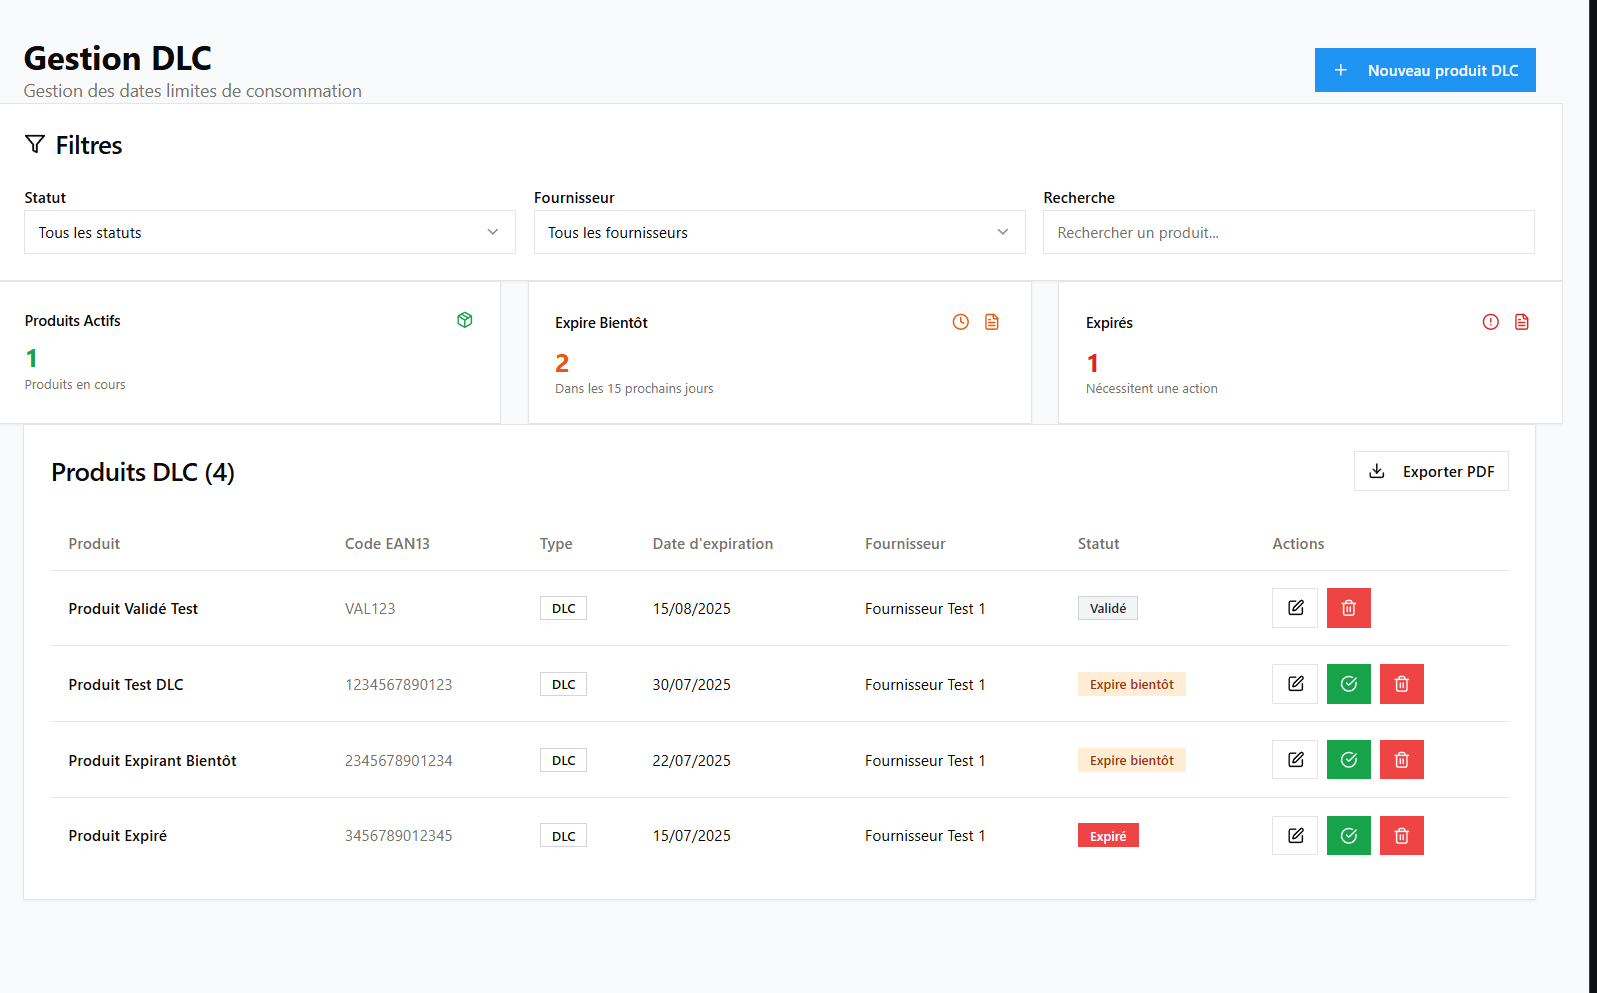 Gestion DLC
Gestion des dates limites de consommation
Nouveau produit DLC
Filtres
Statut
Fournisseur
Recherche
Tous les statuts
Tous les fournisseurs
Rechercher un produit...
Produits Actifs
1
Produits en cours
Expire Bientôt
2
Dans les 15 prochains jours
Expirés
1
Nécessitent une action
Produits DLC (4)
Exporter PDF
Produit Code EAN13 Type Date d'expiration Fournisseur Statut Actions
Produit Validé Test VAL123 DLC 15/08/2025 Fournisseur Test 1 Validé
Produit Test DLC 1234567890123 DLC 30/07/2025 Fournisseur Test 1 Expire bientôt
Produit Expirant Bientôt 2345678901234 DLC 22/07/2025 Fournisseur Test 1 Expire bientôt
Produit Expiré 3456789012345 DLC 15/07/2025 Fournisseur Test 1 Expiré